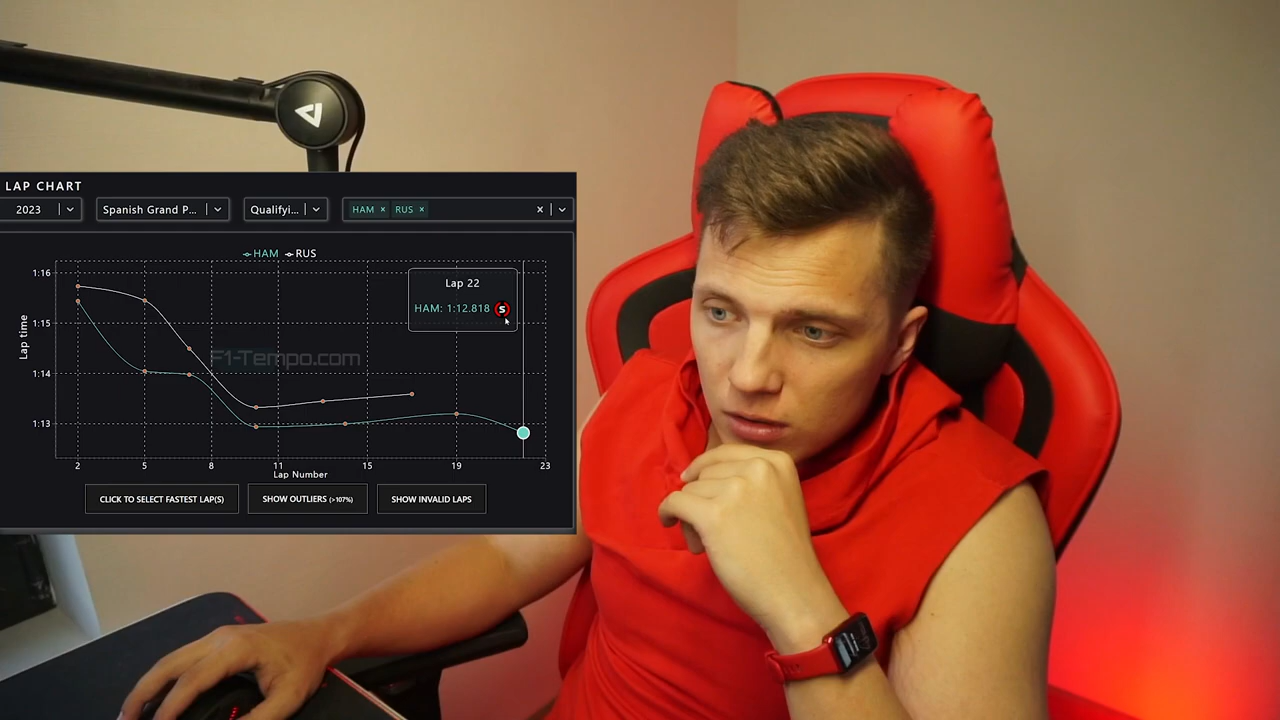 LAP CHART
2023 Spanish Grand P... Qualifyi... HAM × RUS ×
HAM RUS
1:16
1:15
1:14
1:13
Lap time
Lap 22
HAM: 1:12.818 S
F1-Tempo.com
2 5 8 11 15 19 23
Lap Number
CLICK TO SELECT FASTEST LAP(S) SHOW OUTLIERS (>107%) SHOW INVALID LAPS